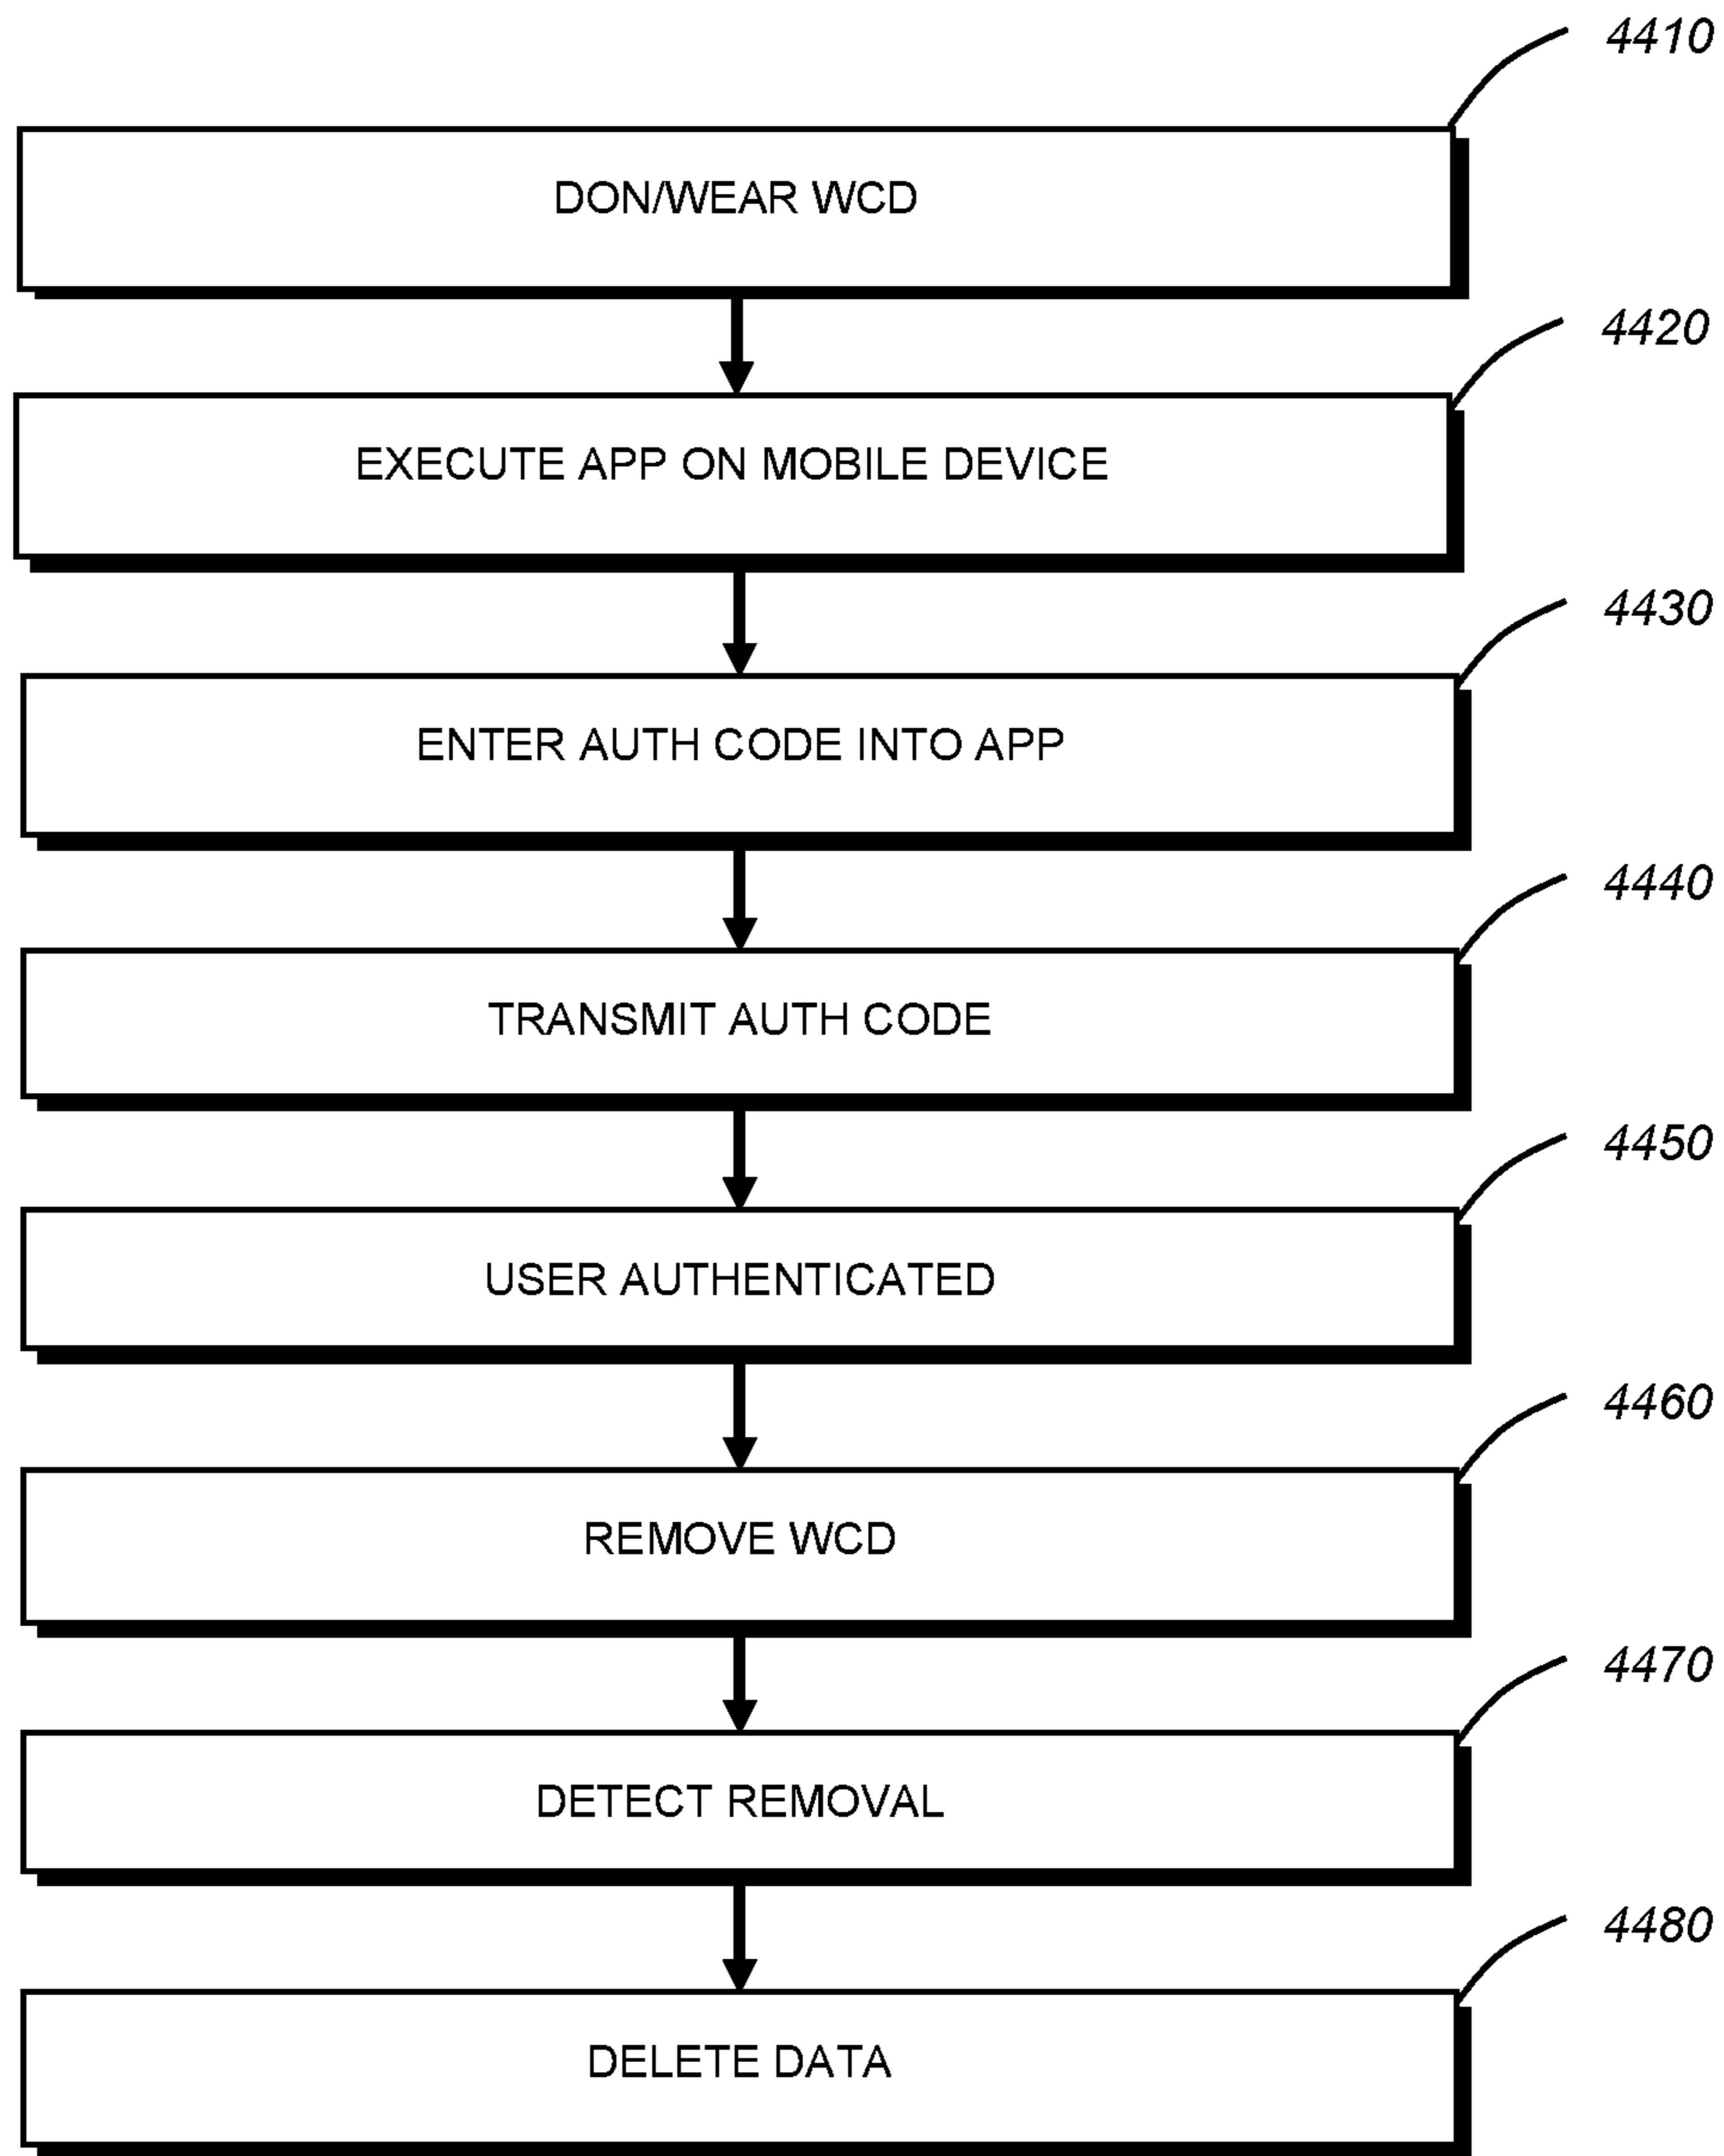 4410
DON/WEAR WCD
4420
EXECUTE APP ON MOBILE DEVICE
4430
ENTER AUTH CODE INTO APP
4440
TRANSMIT AUTH CODE
4450
USER AUTHENTICATED
4460
REMOVE WCD
4470
DETECT REMOVAL
4480
DELETE DATA